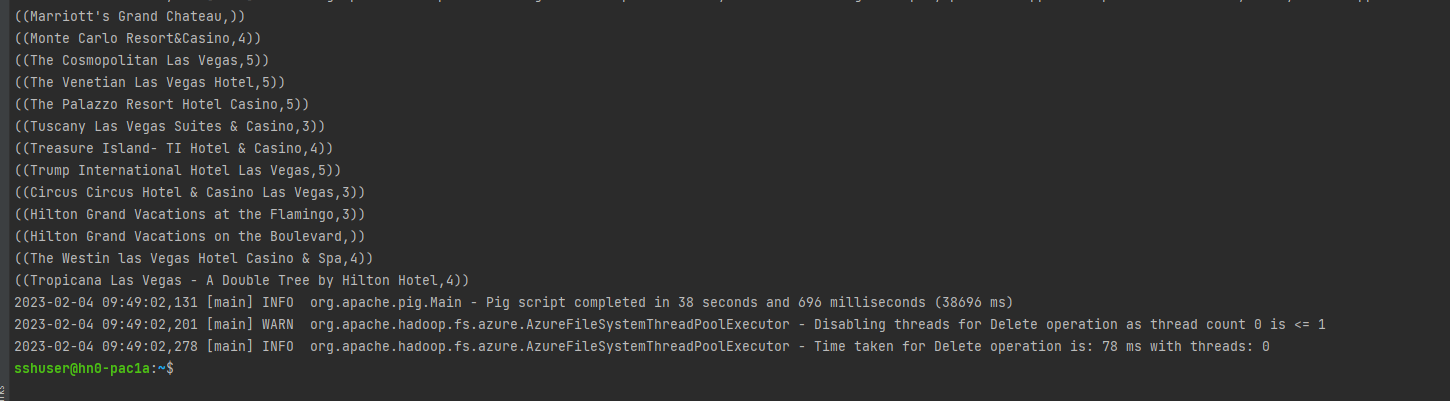 ((Marriott's Grand Chateau,))
((Monte Carlo Resort&Casino,4))
((The Cosmopolitan Las Vegas,5))
((The Venetian Las Vegas Hotel,5))
((The Palazzo Resort Hotel Casino,5))
((Tuscany Las Vegas Suites & Casino,3))
((Treasure Island- TI Hotel & Casino,4))
((Trump International Hotel Las Vegas,5))
((Circus Circus Hotel & Casino Las Vegas,3))
((Hilton Grand Vacations at the Flamingo,3))
((Hilton Grand Vacations on the Boulevard,))
((The Westin las Vegas Hotel Casino & Spa,4))
((Tropicana Las Vegas - A Double Tree by Hilton Hotel,4))
2023-02-04 09:49:02,131 [main] INFO  org.apache.pig.Main - Pig script completed in 38 seconds and 696 milliseconds (38696 ms)
2023-02-04 09:49:02,201 [main] WARN  org.apache.hadoop.fs.azure.AzureFileSystemThreadPoolExecutor - Disabling threads for Delete operation as thread count 0 is <= 1
2023-02-04 09:49:02,278 [main] INFO  org.apache.hadoop.fs.azure.AzureFileSystemThreadPoolExecutor - Time taken for Delete operation is: 78 ms with threads: 0
sshuser@hn0-pac1a:~$